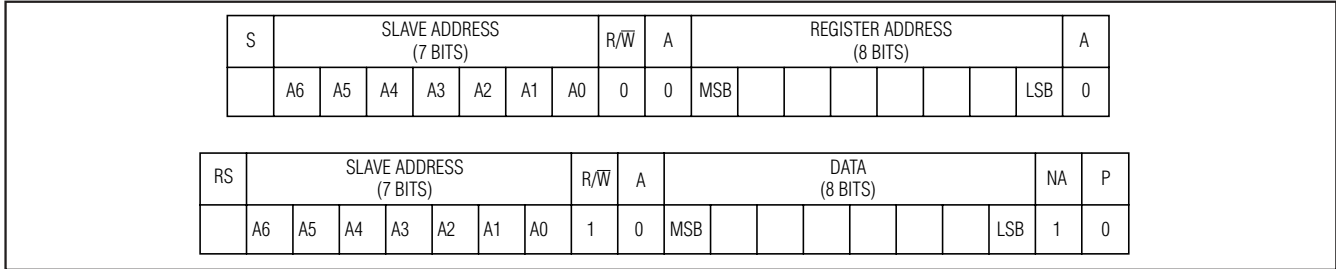 S SLAVE ADDRESS R/W̅ A REGISTER ADDRESS A
(7 BITS) (8 BITS)
A6 A5 A4 A3 A2 A1 A0 0 0 MSB LSB 0
RS SLAVE ADDRESS R/W̅ A DATA NA P
(7 BITS) (8 BITS)
A6 A5 A4 A3 A2 A1 A0 1 0 MSB LSB 1 0